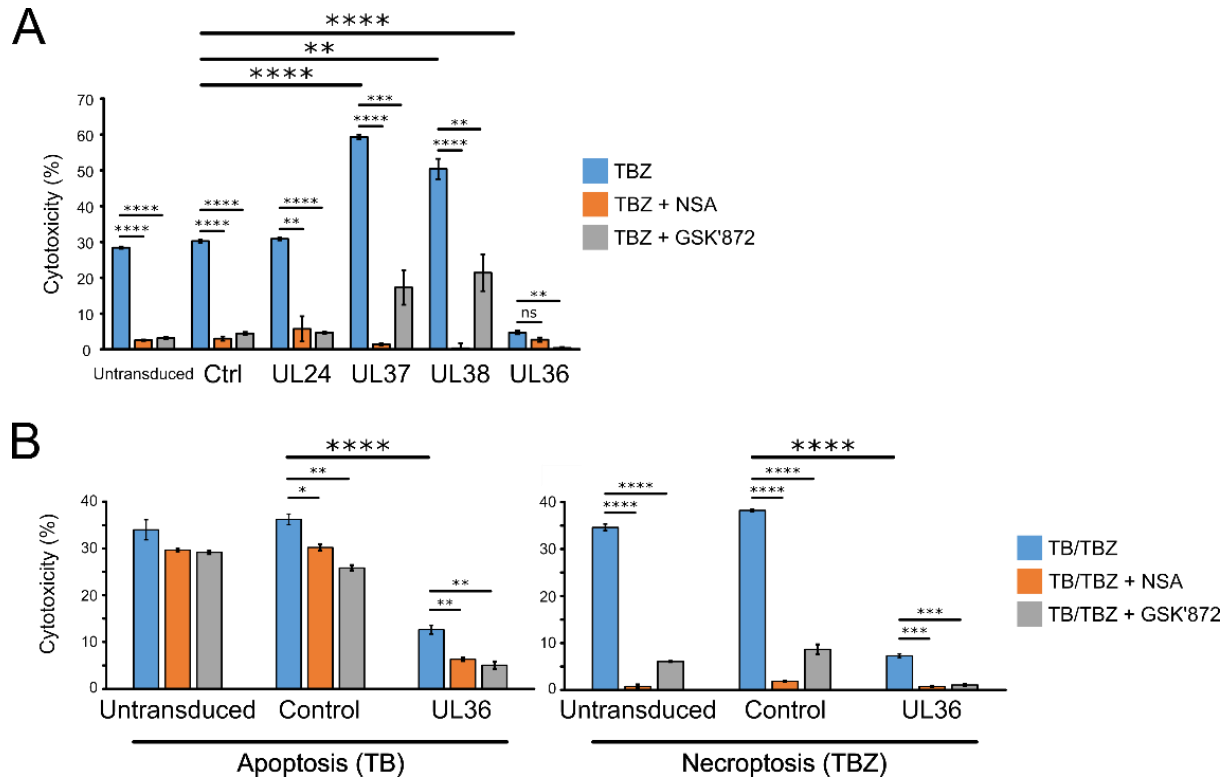 A
****
**
****
70
60
50
40
30
20
10
0
Cytotoxicity (%)
****
****
****
****
****
**
***
****
**
****
**
ns
Untransduced Ctrl UL24 UL37 UL38 UL36
TBZ
TBZ + NSA
TBZ + GSK'872
B
****
40
30
20
10
0
Cytotoxicity (%)
**
*
**
**
Untransduced Control UL36
Apoptosis (TB)
****
40
30
20
10
0
****
****
****
****
***
***
Untransduced Control UL36
Necroptosis (TBZ)
TB/TBZ
TB/TBZ + NSA
TB/TBZ + GSK'872